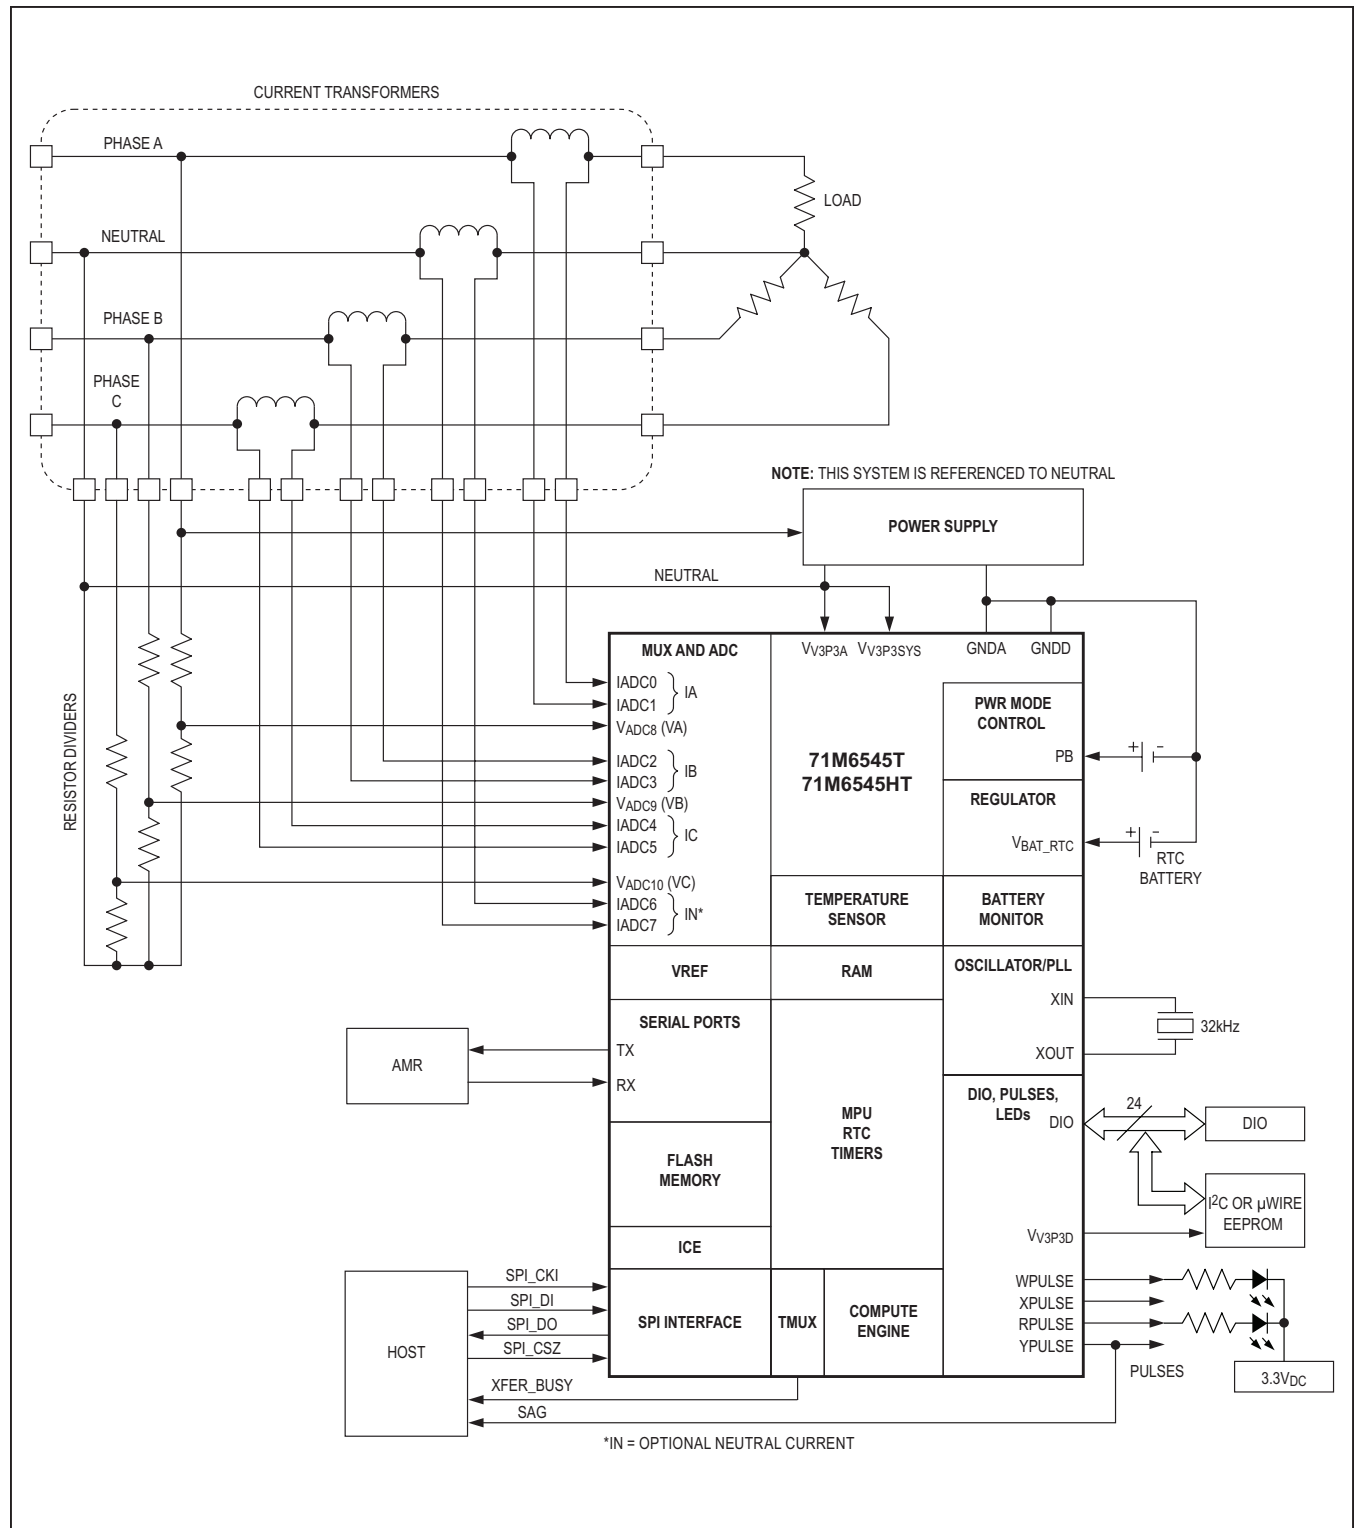 CURRENT TRANSFORMERS
PHASE A
LOAD
NEUTRAL
PHASE B
PHASE
C
NOTE: THIS SYSTEM IS REFERENCED TO NEUTRAL
POWER SUPPLY
NEUTRAL
RESISTOR DIVIDERS
MUX AND ADC
VV3P3A VV3P3SYS
GNDA GNDD
IADC0
IADC1
IA
VADC8 (VA)
IADC2
IADC3
IB
VADC9 (VB)
IADC4
IADC5
IC
VADC10 (VC)
IADC6
IADC7
IN*
71M6545T
71M6545HT
PWR MODE
CONTROL
PB
+ -
REGULATOR
VBAT_RTC
+ -
RTC
BATTERY
TEMPERATURE
SENSOR
BATTERY
MONITOR
VREF
RAM
OSCILLATOR/PLL
XIN
32kHz
XOUT
SERIAL PORTS
TX
RX
AMR
MPU
RTC
TIMERS
DIO, PULSES,
LEDs
DIO
24
DIO
FLASH
MEMORY
I2C OR µWIRE
EEPROM
VV3P3D
ICE
WPULSE
XPULSE
RPULSE
YPULSE
PULSES
3.3VDC
HOST
SPI_CKI
SPI_DI
SPI_DO
SPI_CSZ
SPI INTERFACE
TMUX
COMPUTE
ENGINE
XFER_BUSY
SAG
*IN = OPTIONAL NEUTRAL CURRENT